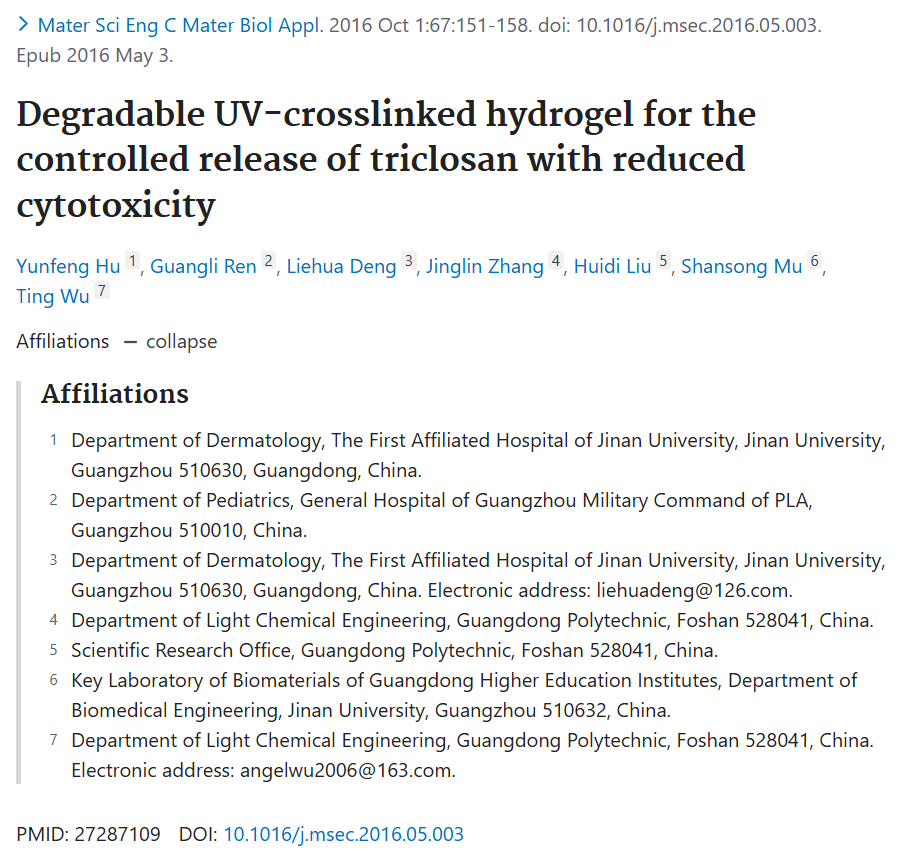 > Mater Sci Eng C Mater Biol Appl. 2016 Oct 1:67:151-158. doi: 10.1016/j.msec.2016.05.003.
Epub 2016 May 3.
Degradable UV-crosslinked hydrogel for the
controlled release of triclosan with reduced
cytotoxicity
Yunfeng Hu 1, Guangli Ren 2, Liehua Deng 3, Jinglin Zhang 4, Huidi Liu 5, Shansong Mu 6,
Ting Wu 7
Affiliations — collapse
Affiliations
1 Department of Dermatology, The First Affiliated Hospital of Jinan University, Jinan University,
Guangzhou 510630, Guangdong, China.
2 Department of Pediatrics, General Hospital of Guangzhou Military Command of PLA,
Guangzhou 510010, China.
3 Department of Dermatology, The First Affiliated Hospital of Jinan University, Jinan University,
Guangzhou 510630, Guangdong, China. Electronic address: liehuadeng@126.com.
4 Department of Light Chemical Engineering, Guangdong Polytechnic, Foshan 528041, China.
5 Scientific Research Office, Guangdong Polytechnic, Foshan 528041, China.
6 Key Laboratory of Biomaterials of Guangdong Higher Education Institutes, Department of
Biomedical Engineering, Jinan University, Guangzhou 510632, China.
7 Department of Light Chemical Engineering, Guangdong Polytechnic, Foshan 528041, China.
Electronic address: angelwu2006@163.com.
PMID: 27287109 DOI: 10.1016/j.msec.2016.05.003